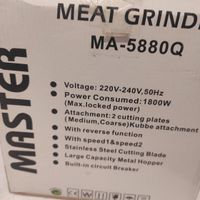 MEAT GRIND
MA-5880Q
MASTER
• Voltage: 220V-240V,50Hz
• Power Consumed:1800W
(Max.locked power)
• Attachment:2 cutting plates
(Medium,Coarse)Kubbe attachment
• With reverse function
• With speed1&speed2
• Stainless Steel Cutting Blade
• Large Capacity Metal Hopper
• Built-in circuit Breaker